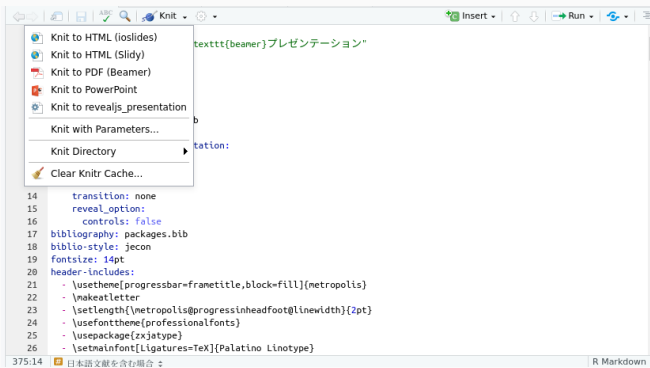 Knit
Insert
Run
Knit to HTML (ioslides)
Knit to HTML (Slidy)
Knit to PDF (Beamer)
Knit to PowerPoint
Knit to revealjs_presentation
Knit with Parameters...
Knit Directory
Clear Knitr Cache...
texttt{beamer}プレゼンテーション"
b
tation:
14 transition: none
15 reveal_option:
16 controls: false
17 bibliography: packages.bib
18 biblio-style: jecon
19 fontsize: 14pt
20 header-includes:
21 - \usetheme[progressbar=frametitle,block=fill]{metropolis}
22 - \makeatletter
23 - \setlength{\metropolis@progressinheadfoot@linewidth}{2pt}
24 - \usefonttheme{professionalfonts}
25 - \usepackage{zxjatype}
26 - \setmainfont[Ligatures=TeX]{Palatino Linotype}
375:14 # 日本語文献を含む場合 R Markdown